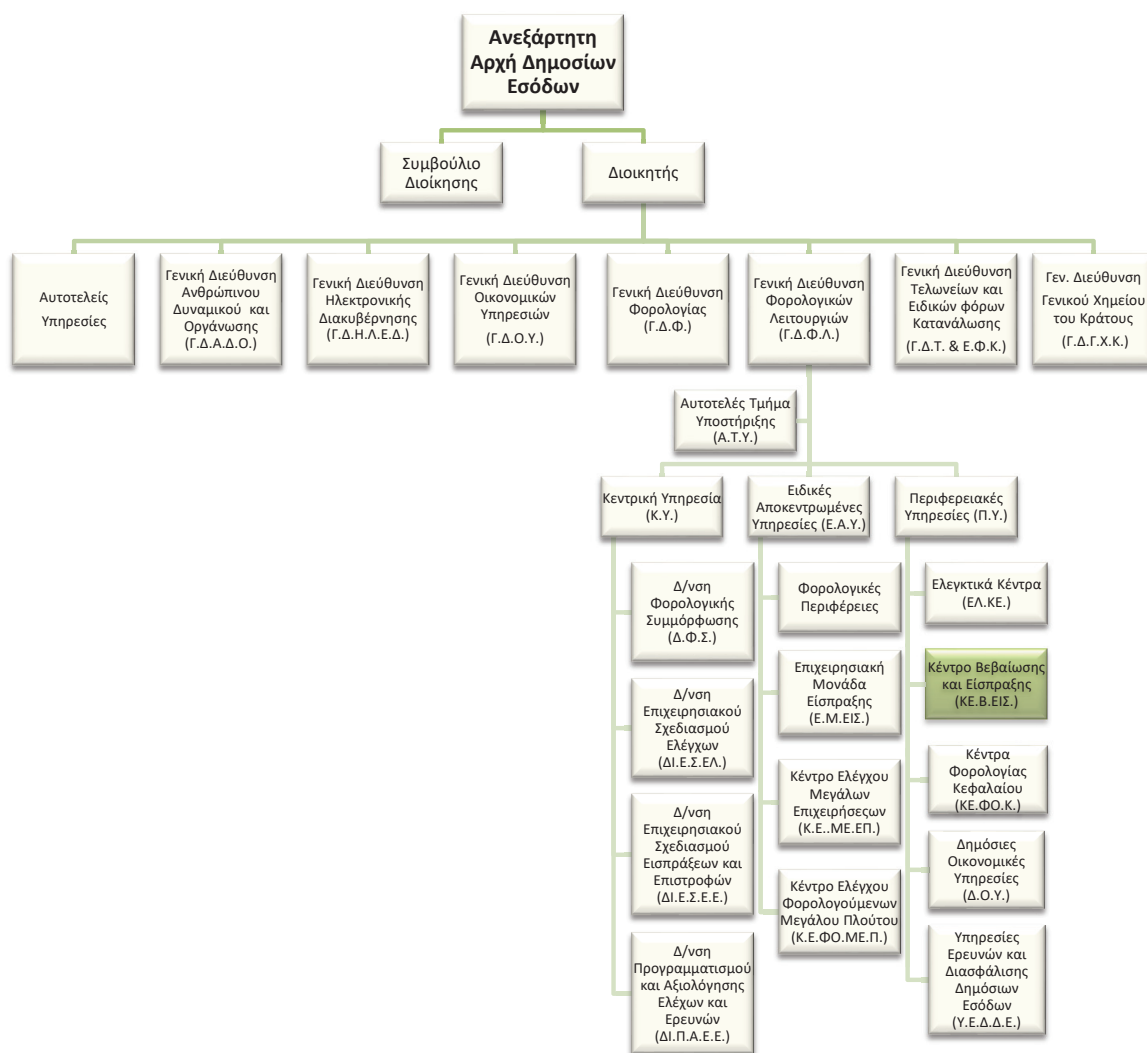 Ανεξάρτητη
Αρχή Δημοσίων
Εσόδων
Συμβούλιο
Διοίκησης
Διοικητής
Αυτοτελείς
Υπηρεσίες
Γενική Διεύθυνση
Ανθρώπινου
Δυναμικού και
Οργάνωσης
(Γ.Δ.Α.Δ.Ο.)
Γενική Διεύθυνση
Ηλεκτρονικής
Διακυβέρνησης
(Γ.Δ.Η.Λ.Ε.Δ.)
Γενική Διεύθυνση
Οικονομικών
Υπηρεσιών
(Γ.Δ.Ο.Υ.)
Γενική Διεύθυνση
Φορολογίας
(Γ.Δ.Φ.)
Γενική Διεύθυνση
Φορολογικών
Λειτουργιών
(Γ.Δ.Φ.Λ.)
Γενική Διεύθυνση
Τελωνείων και
Ειδικών φόρων
Κατανάλωσης
(Γ.Δ.Τ. & Ε.Φ.Κ.)
Γεν. Διεύθυνση
Γενικού Χημείου
του Κράτους
(Γ.Δ.Γ.Χ.Κ.)
Αυτοτελές Τμήμα
Υποστήριξης
(Α.Τ.Υ.)
Κεντρική Υπηρεσία
(Κ.Υ.)
Ειδικές
Αποκεντρωμένες
Υπηρεσίες (Ε.Α.Υ.)
Περιφερειακές
Υπηρεσίες (Π.Υ.)
Δ/νση
Φορολογικής
Συμμόρφωσης
(Δ.Φ.Σ.)
Δ/νση
Επιχειρησιακού
Σχεδιασμού
Ελέγχων
(ΔΙ.Ε.Σ.ΕΛ.)
Δ/νση
Επιχειρησιακού
Σχεδιασμού
Εισπράξεων και
Επιστροφών
(ΔΙ.Ε.Σ.Ε.Ε.)
Δ/νση
Προγραμματισμού
και Αξιολόγησης
Ελέχων και
Ερευνών
(ΔΙ.Π.Α.Ε.Ε.)
Φορολογικές
Περιφέρειες
Επιχειρησιακή
Μονάδα
Είσπραξης
(Ε.Μ.ΕΙΣ.)
Κέντρο Ελέγχου
Μεγάλων
Επιχειρήσεςων
(Κ.Ε..ΜΕ.ΕΠ.)
Κέντρο Ελέγχου
Φορολογούμενων
Μεγάλου Πλούτου
(Κ.Ε.ΦΟ.ΜΕ.Π.)
Ελεγκτικά Κέντρα
(ΕΛ.ΚΕ.)
Κέντρο Βεβαίωσης
και Είσπραξης
(ΚΕ.Β.ΕΙΣ.)
Κέντρα
Φορολογίας
Κεφαλαίου
(ΚΕ.ΦΟ.Κ.)
Δημόσιες
Οικονομικές
Υπηρεσίες
(Δ.Ο.Υ.)
Υπηρεσίες
Ερευνών και
Διασφάλισης
Δημόσιων
Εσόδων
(Υ.Ε.Δ.Δ.Ε.)